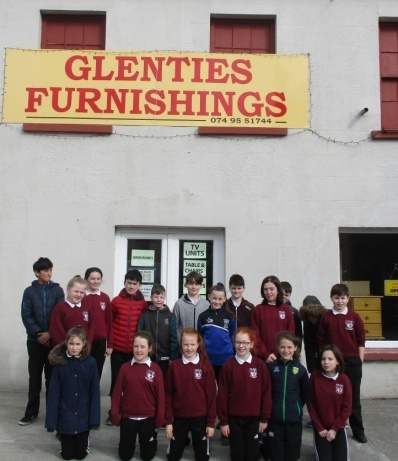 GLENTIES
FURNISHINGS
074 95 51744
TV
UNITS
TABLE &
CHAIRS